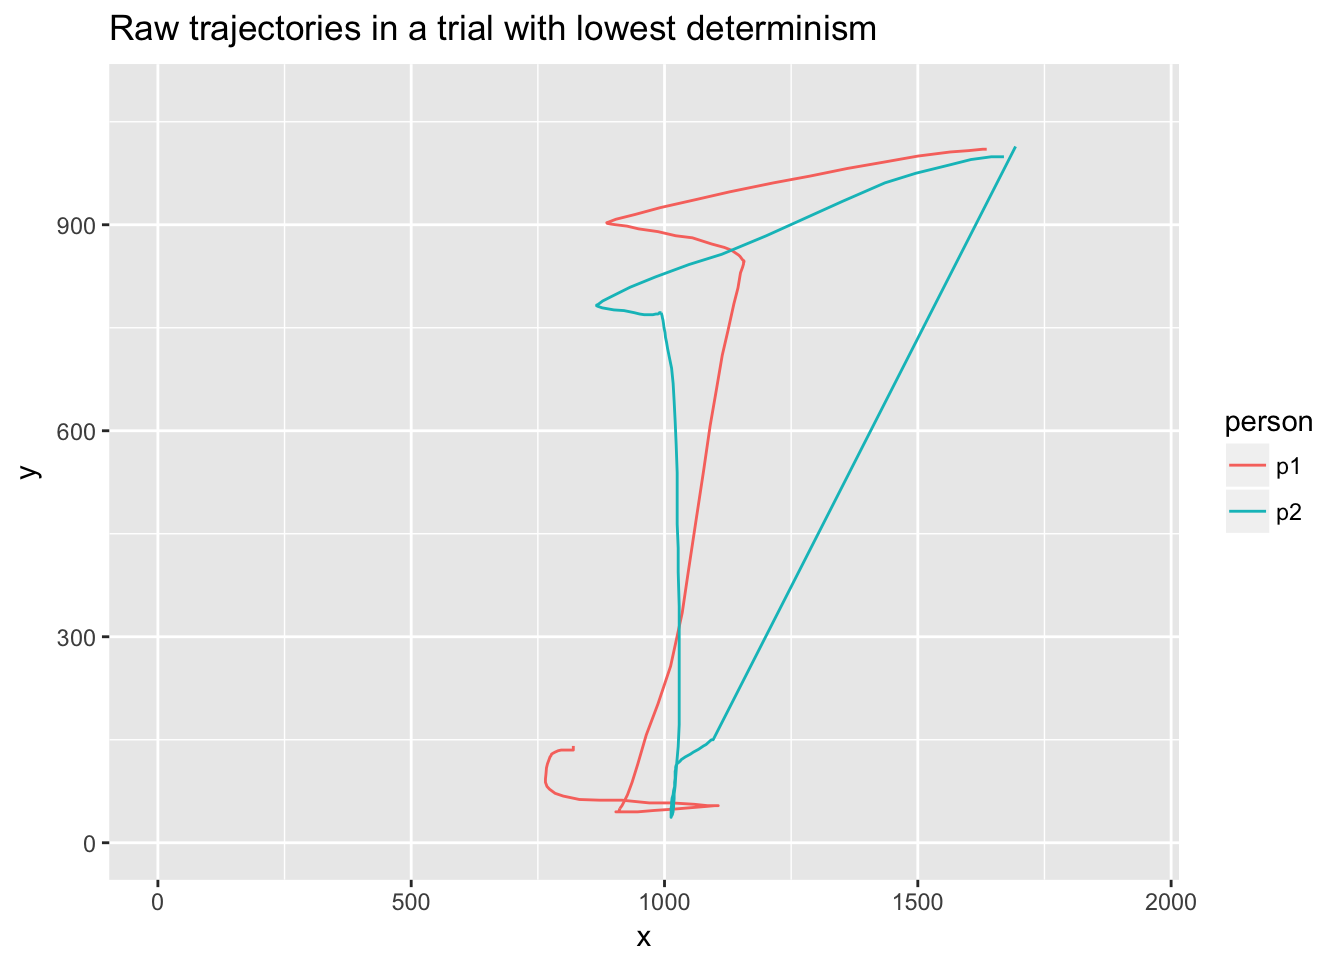 Raw trajectories in a trial with lowest determinism
900
600
300
0
y
0 500 1000 1500 2000
x
person
p1
p2